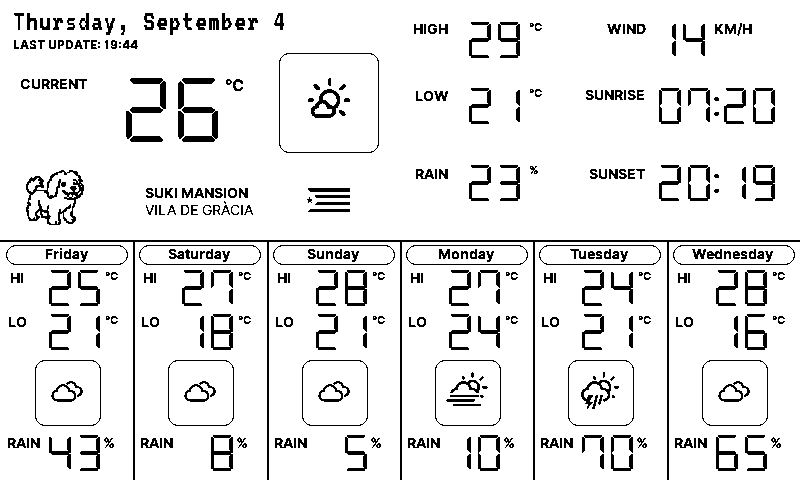 Thursday, September 4
LAST UPDATE: 19:44
CURRENT 26 °C
HIGH 29 °C
WIND 14 KM/H
LOW 21 °C
SUNRISE 07:20
RAIN 23 %
SUNSET 20:19
SUKI MANSION
VILA DE GRÀCIA
Friday
HI 25 °C
LO 21 °C
RAIN 43 %
Saturday
HI 27 °C
LO 18 °C
RAIN 8 %
Sunday
HI 28 °C
LO 21 °C
RAIN 5 %
Monday
HI 27 °C
LO 24 °C
RAIN 10 %
Tuesday
HI 24 °C
LO 21 °C
RAIN 70 %
Wednesday
HI 28 °C
LO 16 °C
RAIN 65 %